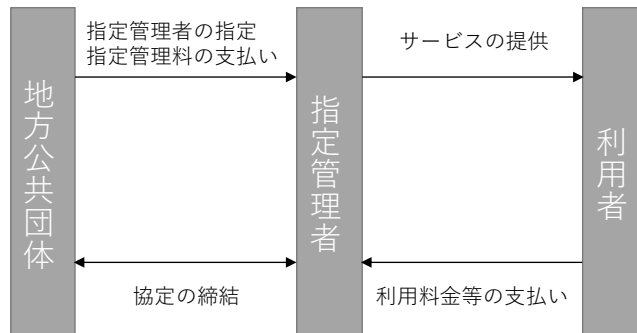 指定管理者の指定
指定管理料の支払い
サービスの提供
地方公共団体
指定管理者
利用者
協定の締結
利用料金等の支払い